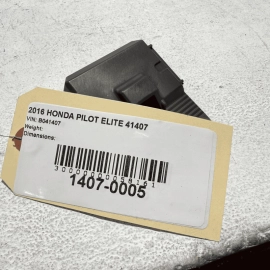 2016 HONDA PILOT ELITE 41407
VIN: B041407
Weight:
Dimensions:
1407-0005